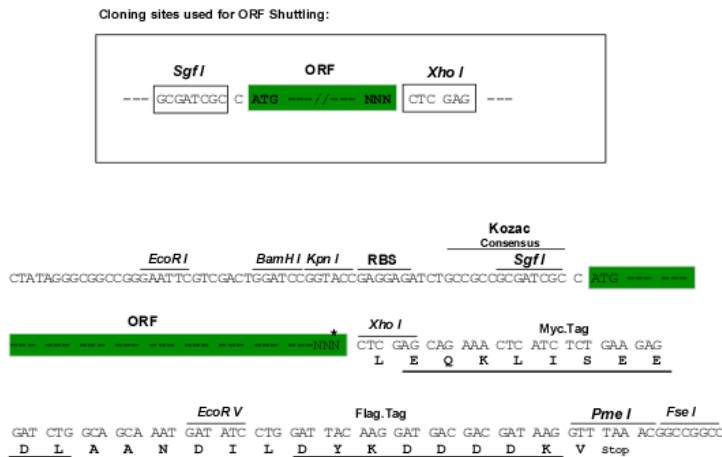 Cloning sites used for ORF Shuttling:
Sgf I ORF Xho I
--- GCGATCGC C ATG ---//--- NNN CTC GAG ---
Kozac
Consensus
EcoR I BamH I Kpn I RBS Sgf I
CTATAGGGCGGCCGGGAATTCGTCGACTGGATCCGGTACCGAGGAGATCTGCCGCCGCGATCGC C ATG --- ---
ORF * Xho I Myc.Tag
--- --- --- --- --- --- --- --- --- --- ---NNN CTC GAG CAG AAA CTC ATC TCT GAA GAG
L E Q K L I S E E
EcoR V Flag.Tag Pme I Fse I
GAT CTG GCA GCA AAT GAT ATC CTG GAT TAC AAG GAT GAC GAC GAT AAG GTT TAA ACGGCCGGCC
D L A A N D I L D Y K D D D D K V Stop